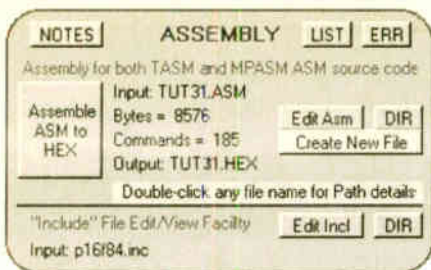 NOTES ASSEMBLY LIST ERR
Assembly for both TASM and MPASM ASM source code
Assemble ASM to HEX
Input: TUT31.ASM
Bytes = 8576
Edit Asm DIR
Commands = 185
Create New File
Output: TUT31.HEX
Double-click any file name for Path details
"Include" File Edit/View Facilty
Edit Incl DIR
Input: p16f84.inc